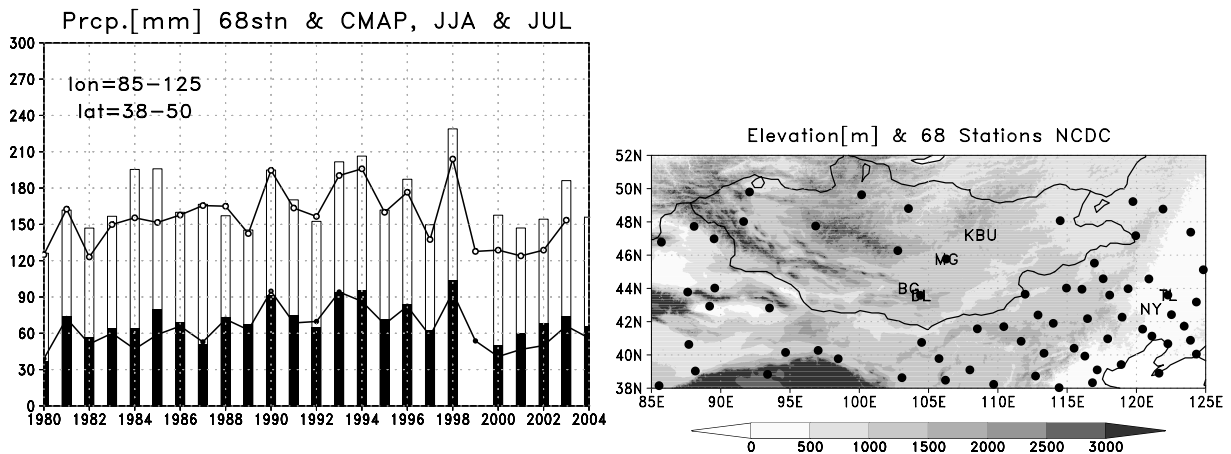 Prcp.[mm] 68stn & CMAP, JJA & JUL
300
270
240
210
180
150
120
90
60
30
0
lon=85-125
lat=38-50
1980 1982 1984 1986 1988 1990 1992 1994 1996 1998 2000 2002 2004
Elevation[m] & 68 Stations NCDC
52N
50N
48N
46N
44N
42N
40N
38N
KBU
MG
BG
DL
TL
NY
85E 90E 95E 100E 105E 110E 115E 120E 125E
0 500 1000 1500 2000 2500 3000